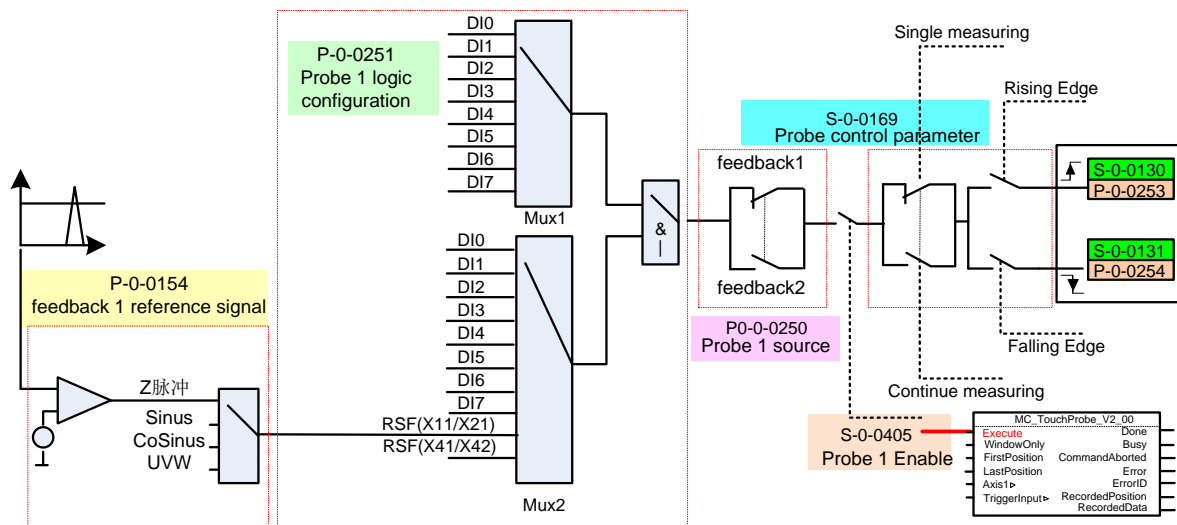 P-0-0251
Probe 1 logic
configuration
DI0
DI1
DI2
DI3
DI4
DI5
DI6
DI7
Mux1
DI0
DI1
DI2
DI3
DI4
DI5
DI6
DI7
RSF(X11/X21)
RSF(X41/X42)
Mux2
&
|
P-0-0154
feedback 1 reference signal
Z脉冲
Sinus
CoSinus
UVW
feedback1
feedback2
P0-0-0250
Probe 1 source
S-0-0169
Probe control parameter
Single measuring
Rising Edge
S-0-0130
P-0-0253
S-0-0131
P-0-0254
Falling Edge
Continue measuring
S-0-0405
Probe 1 Enable
MC_TouchProbe_V2_00
Execute Done
WindowOnly Busy
FirstPosition CommandAborted
LastPosition Error
Axis1 ErrorID
TriggerInput RecordedPosition
RecordedData